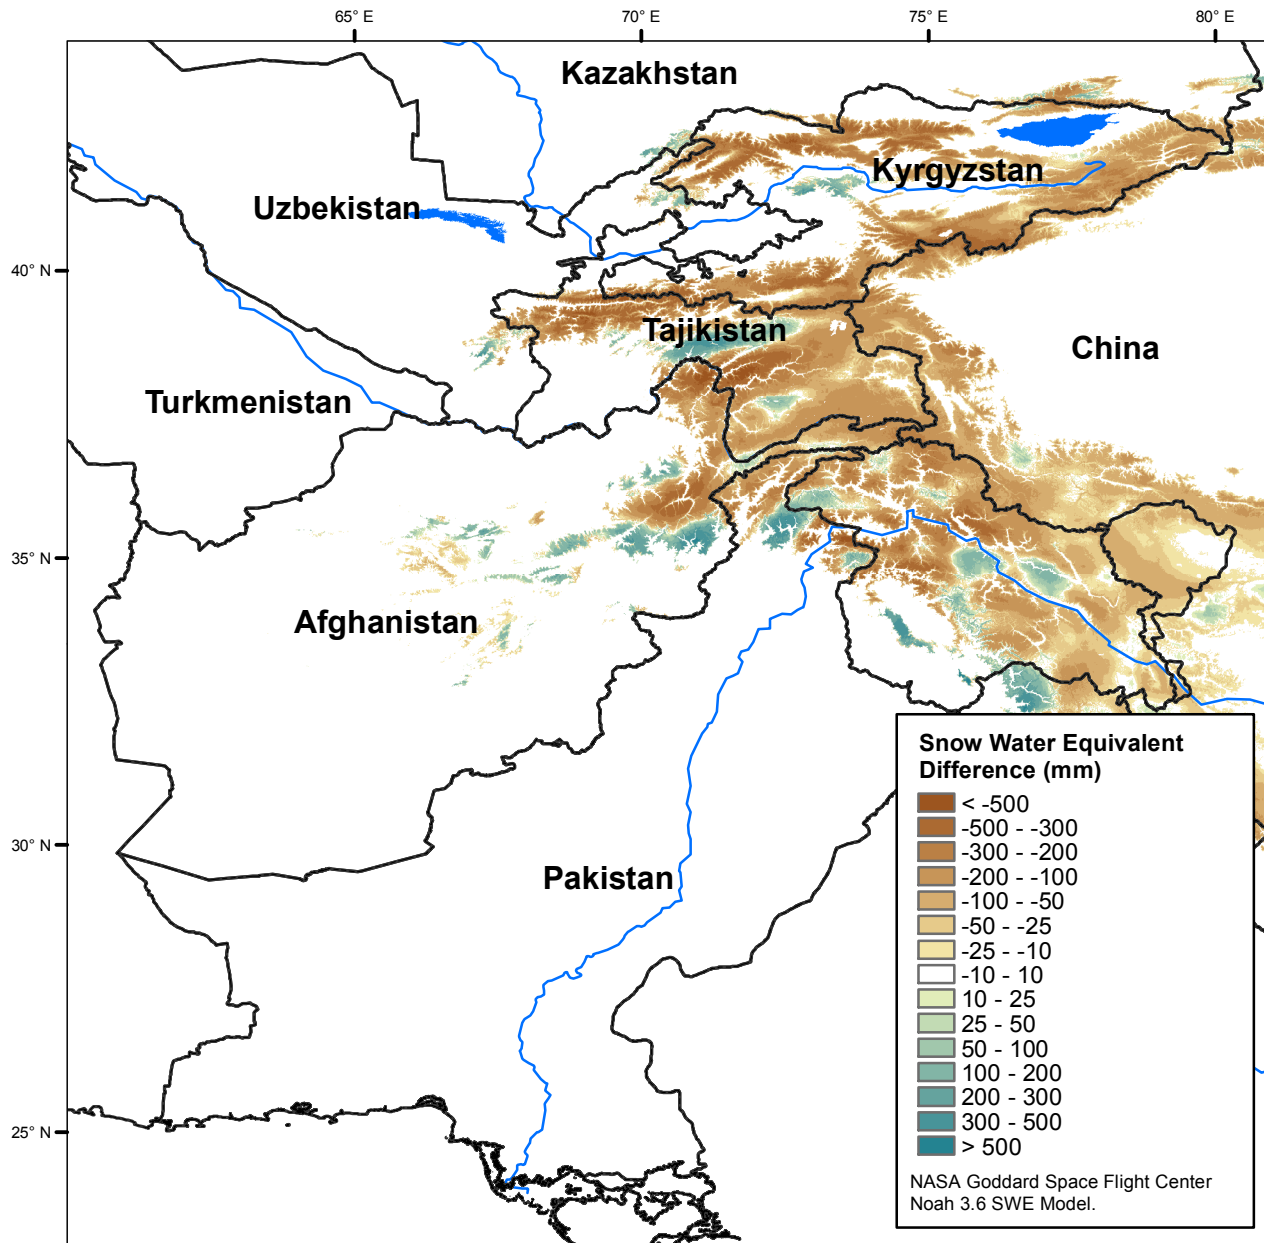 65° E
70° E
75° E
80° E
Kazakhstan
Kyrgyzstan
Uzbekistan
40° N
Tajikistan
China
Turkmenistan
35° N
Afghanistan
Snow Water Equivalent
Difference (mm)
< -500
-500 - -300
-300 - -200
-200 - -100
-100 - -50
-50 - -25
-25 - -10
-10 - 10
10 - 25
25 - 50
50 - 100
100 - 200
200 - 300
300 - 500
> 500
NASA Goddard Space Flight Center
Noah 3.6 SWE Model.
30° N
Pakistan
25° N